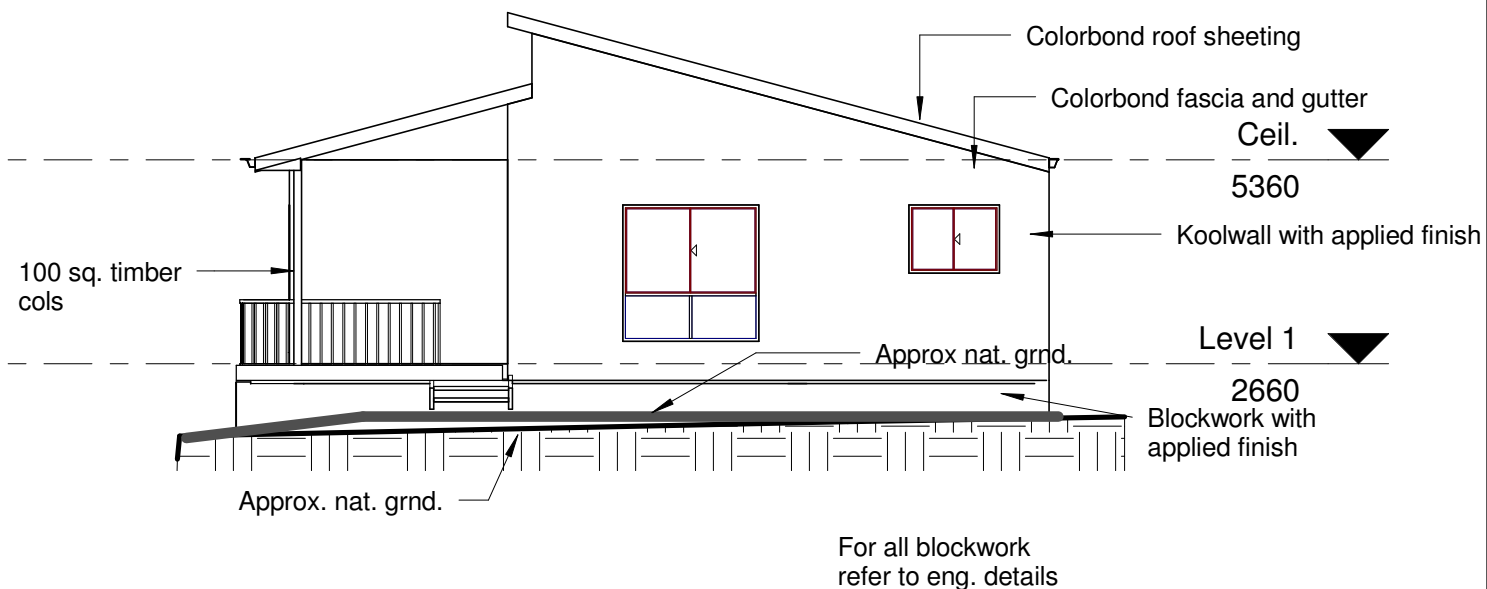 Colorbond roof sheeting
Colorbond fascia and gutter
Ceil.
5360
Koolwall with applied finish
100 sq. timber
cols
Level 1
Approx nat. grnd.
2660
Blockwork with
applied finish
Approx. nat. grnd.
For all blockwork
refer to eng. details